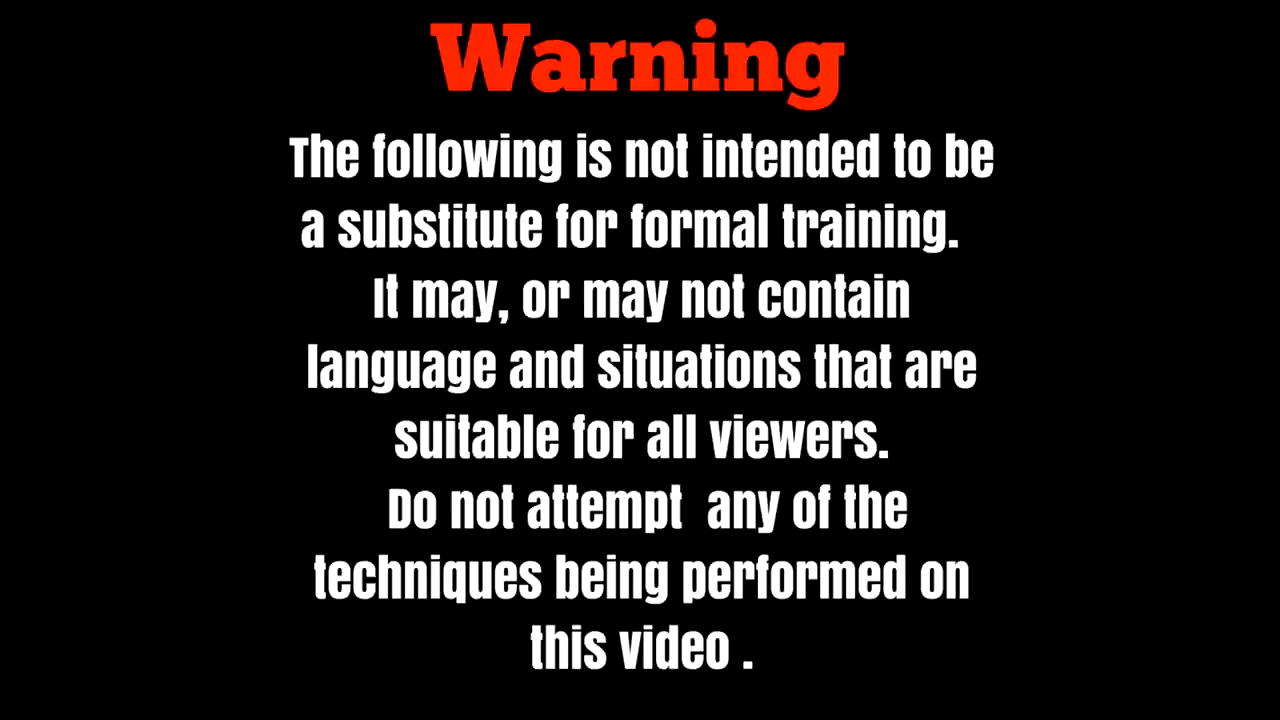 Warning
The following is not intended to be
a substitute for formal training.
It may, or may not contain
language and situations that are
suitable for all viewers.
Do not attempt  any of the
techniques being performed on
this video .